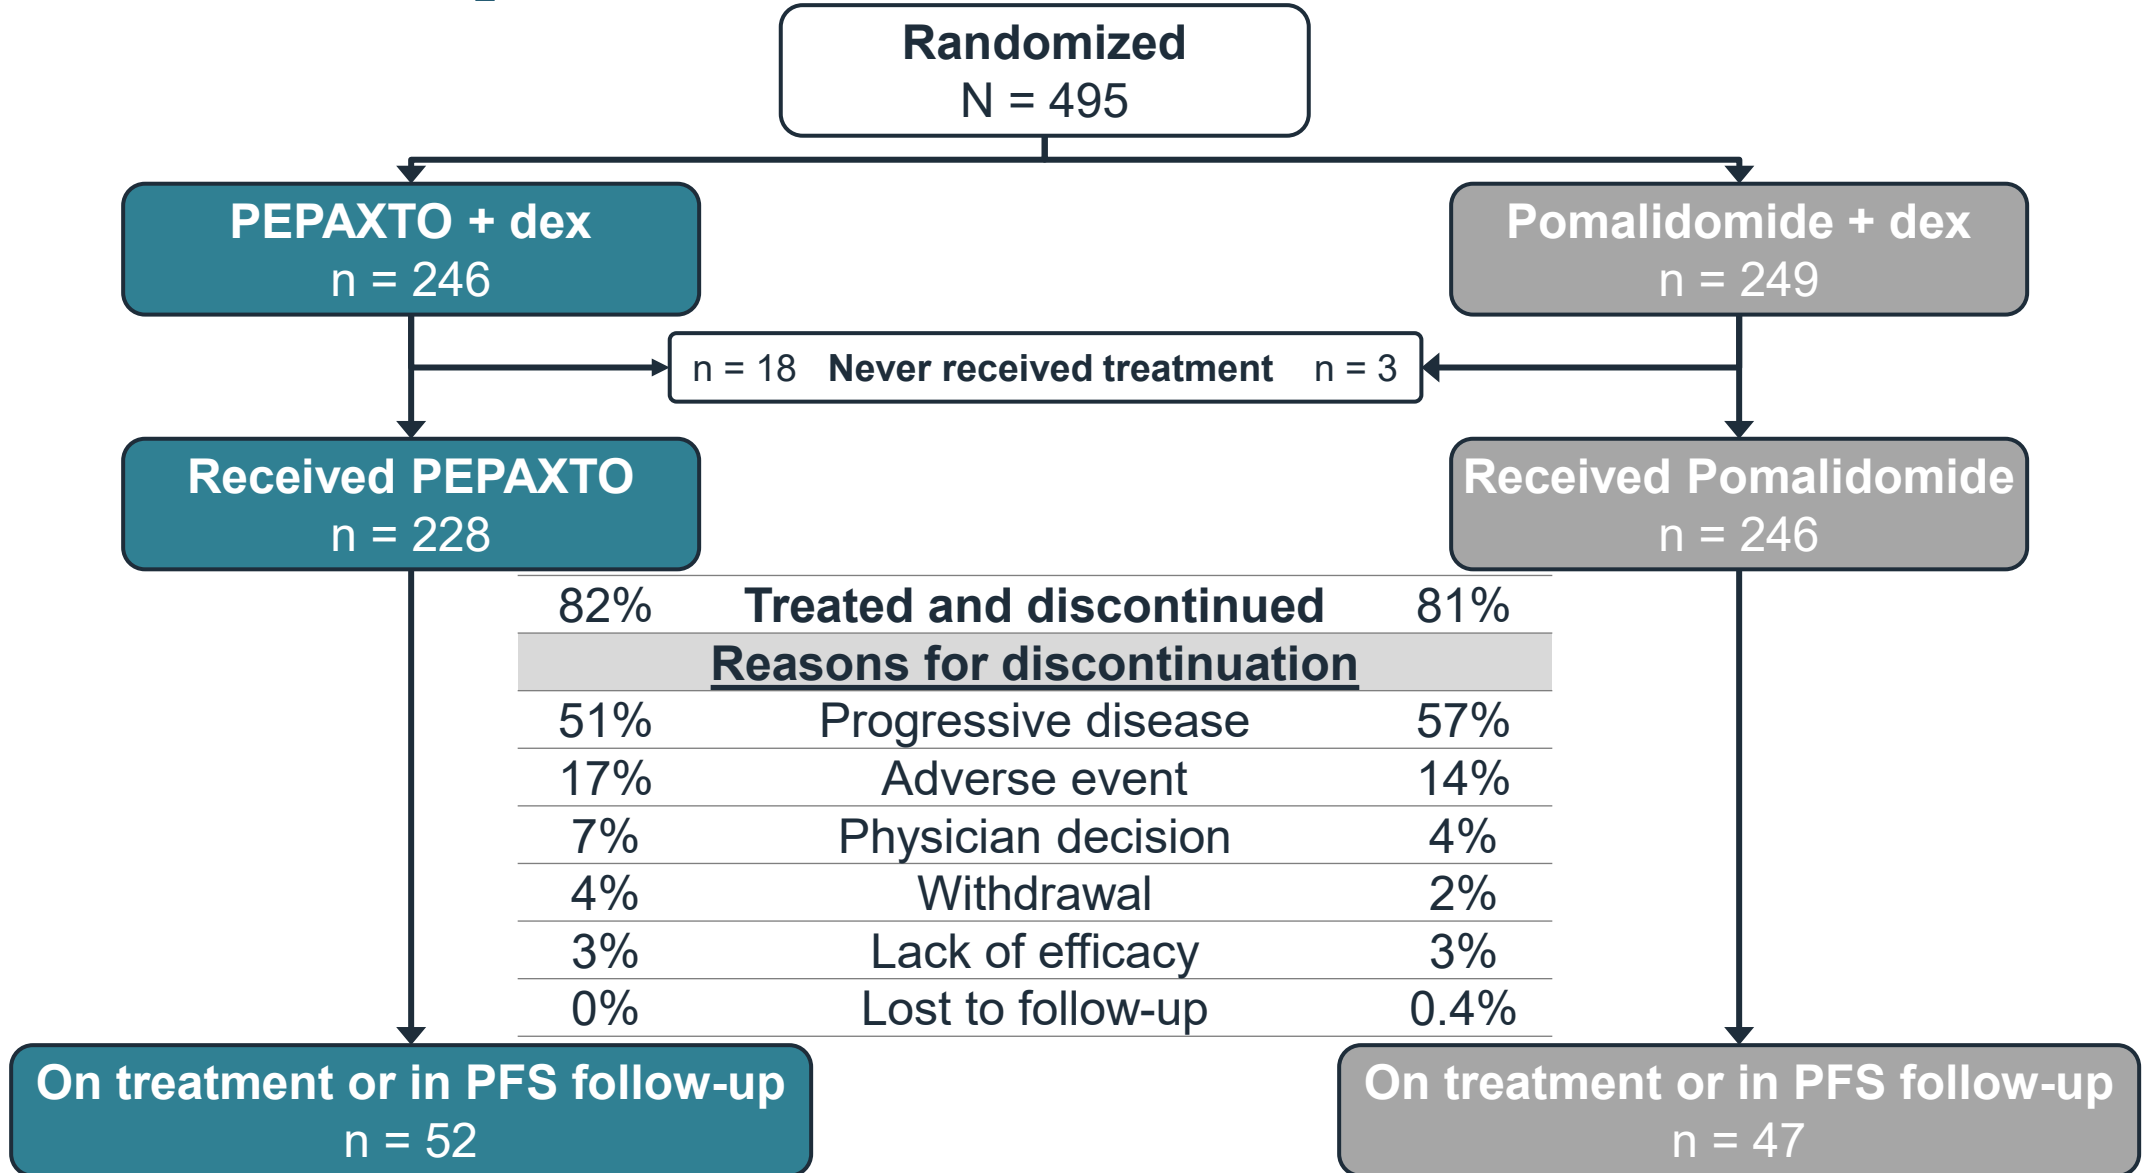 Randomized
N = 495
PEPAXTO + dex
n = 246
Pomalidomide + dex
n = 249
n = 18 Never received treatment n = 3
Received PEPAXTO
n = 228
Received Pomalidomide
n = 246
82% Treated and discontinued 81%
Reasons for discontinuation
51% Progressive disease 57%
17% Adverse event 14%
7% Physician decision 4%
4% Withdrawal 2%
3% Lack of efficacy 3%
0% Lost to follow-up 0.4%
On treatment or in PFS follow-up
n = 52
On treatment or in PFS follow-up
n = 47